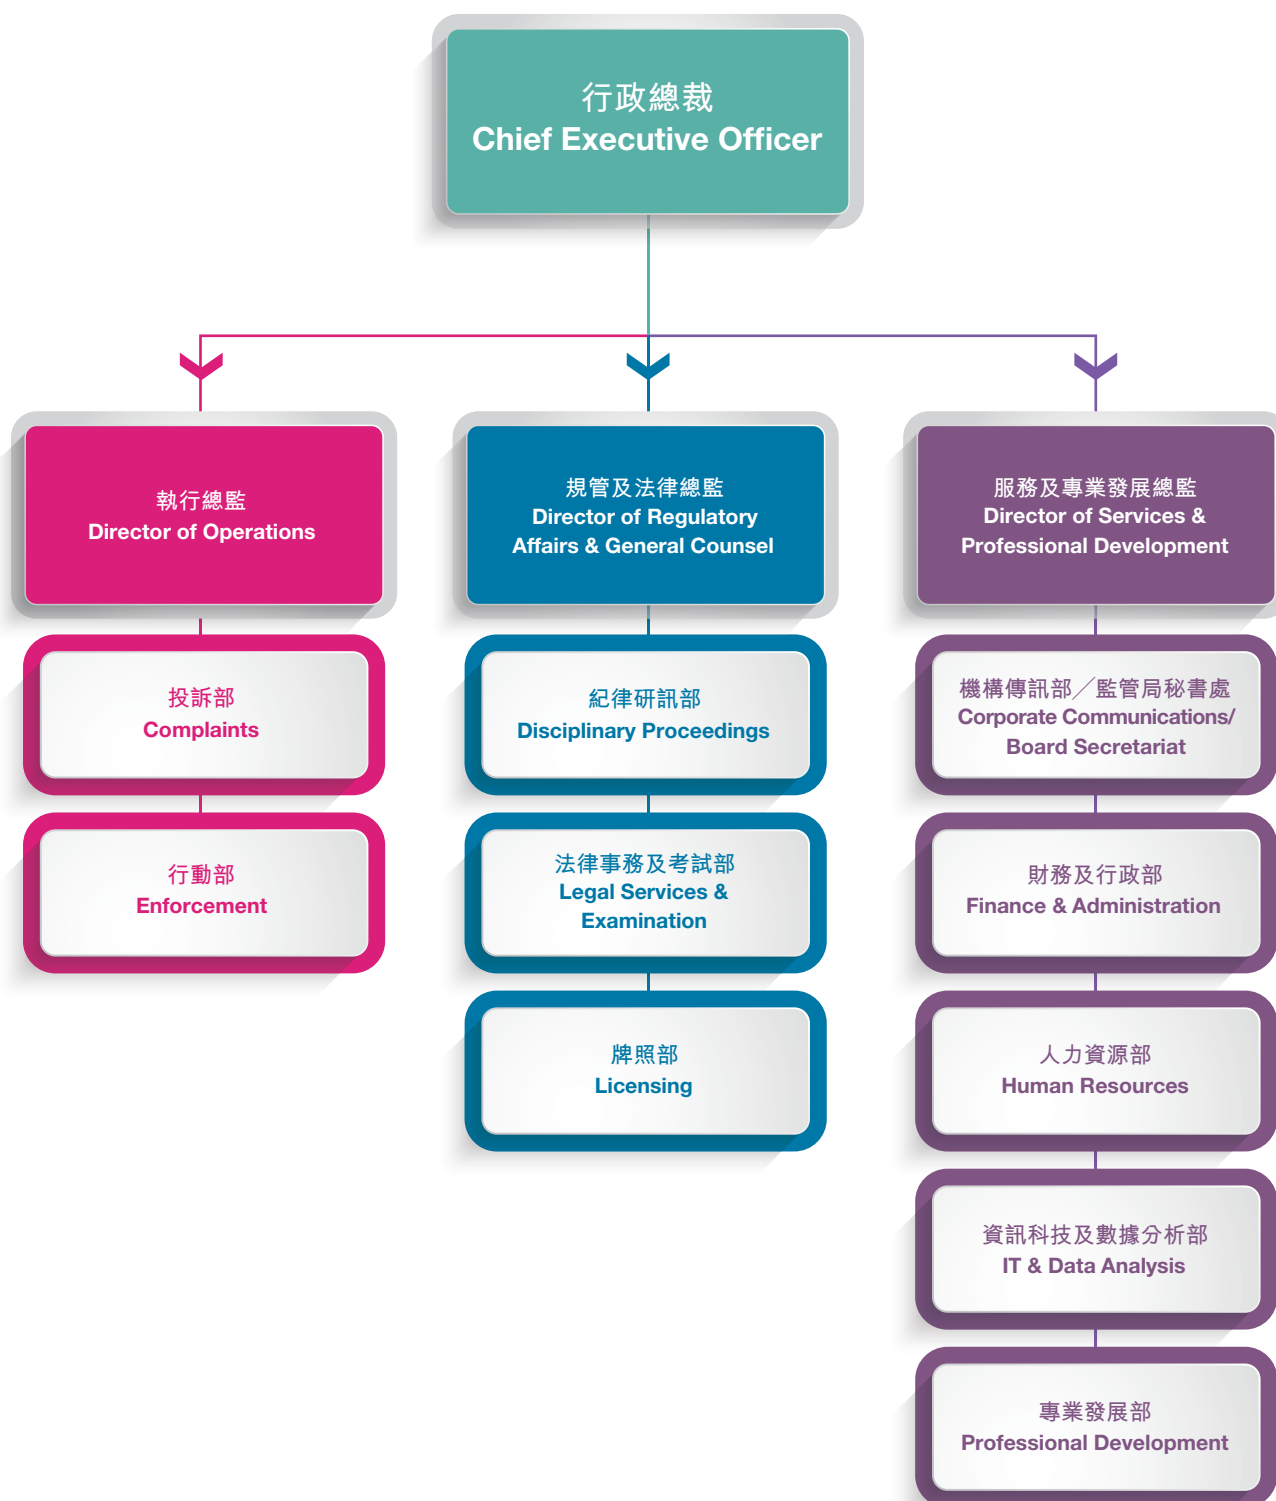 行政總裁
Chief Executive Officer
執行總監
Director of Operations
投訴部
Complaints
行動部
Enforcement
規管及法律總監
Director of Regulatory
Affairs & General Counsel
紀律研訊部
Disciplinary Proceedings
法律事務及考試部
Legal Services &
Examination
牌照部
Licensing
服務及專業發展總監
Director of Services &
Professional Development
機構傳訊部／監管局秘書處
Corporate Communications/
Board Secretariat
財務及行政部
Finance & Administration
人力資源部
Human Resources
資訊科技及數據分析部
IT & Data Analysis
專業發展部
Professional Development